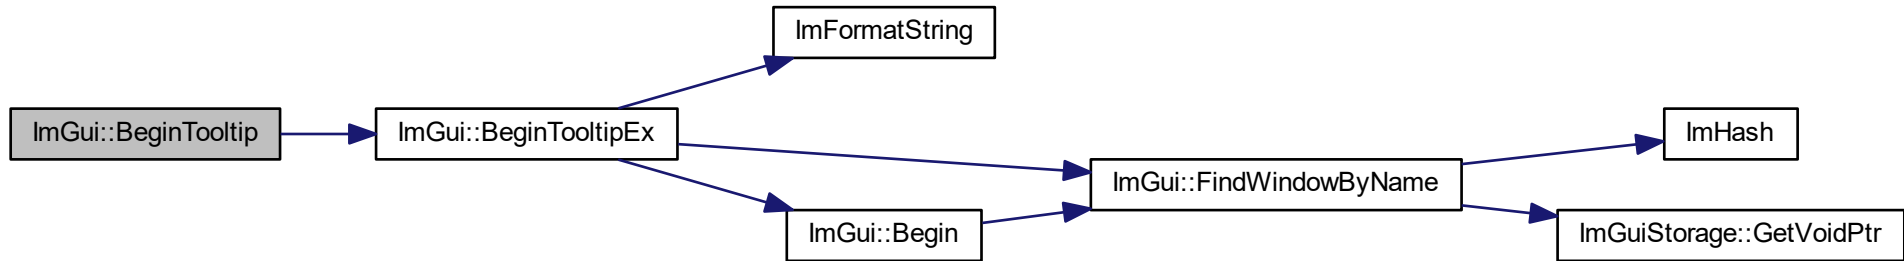 ImFormatString
ImGui::BeginTooltip
ImGui::BeginTooltipEx
ImHash
ImGui::FindWindowByName
ImGui::Begin
ImGuiStorage::GetVoidPtr